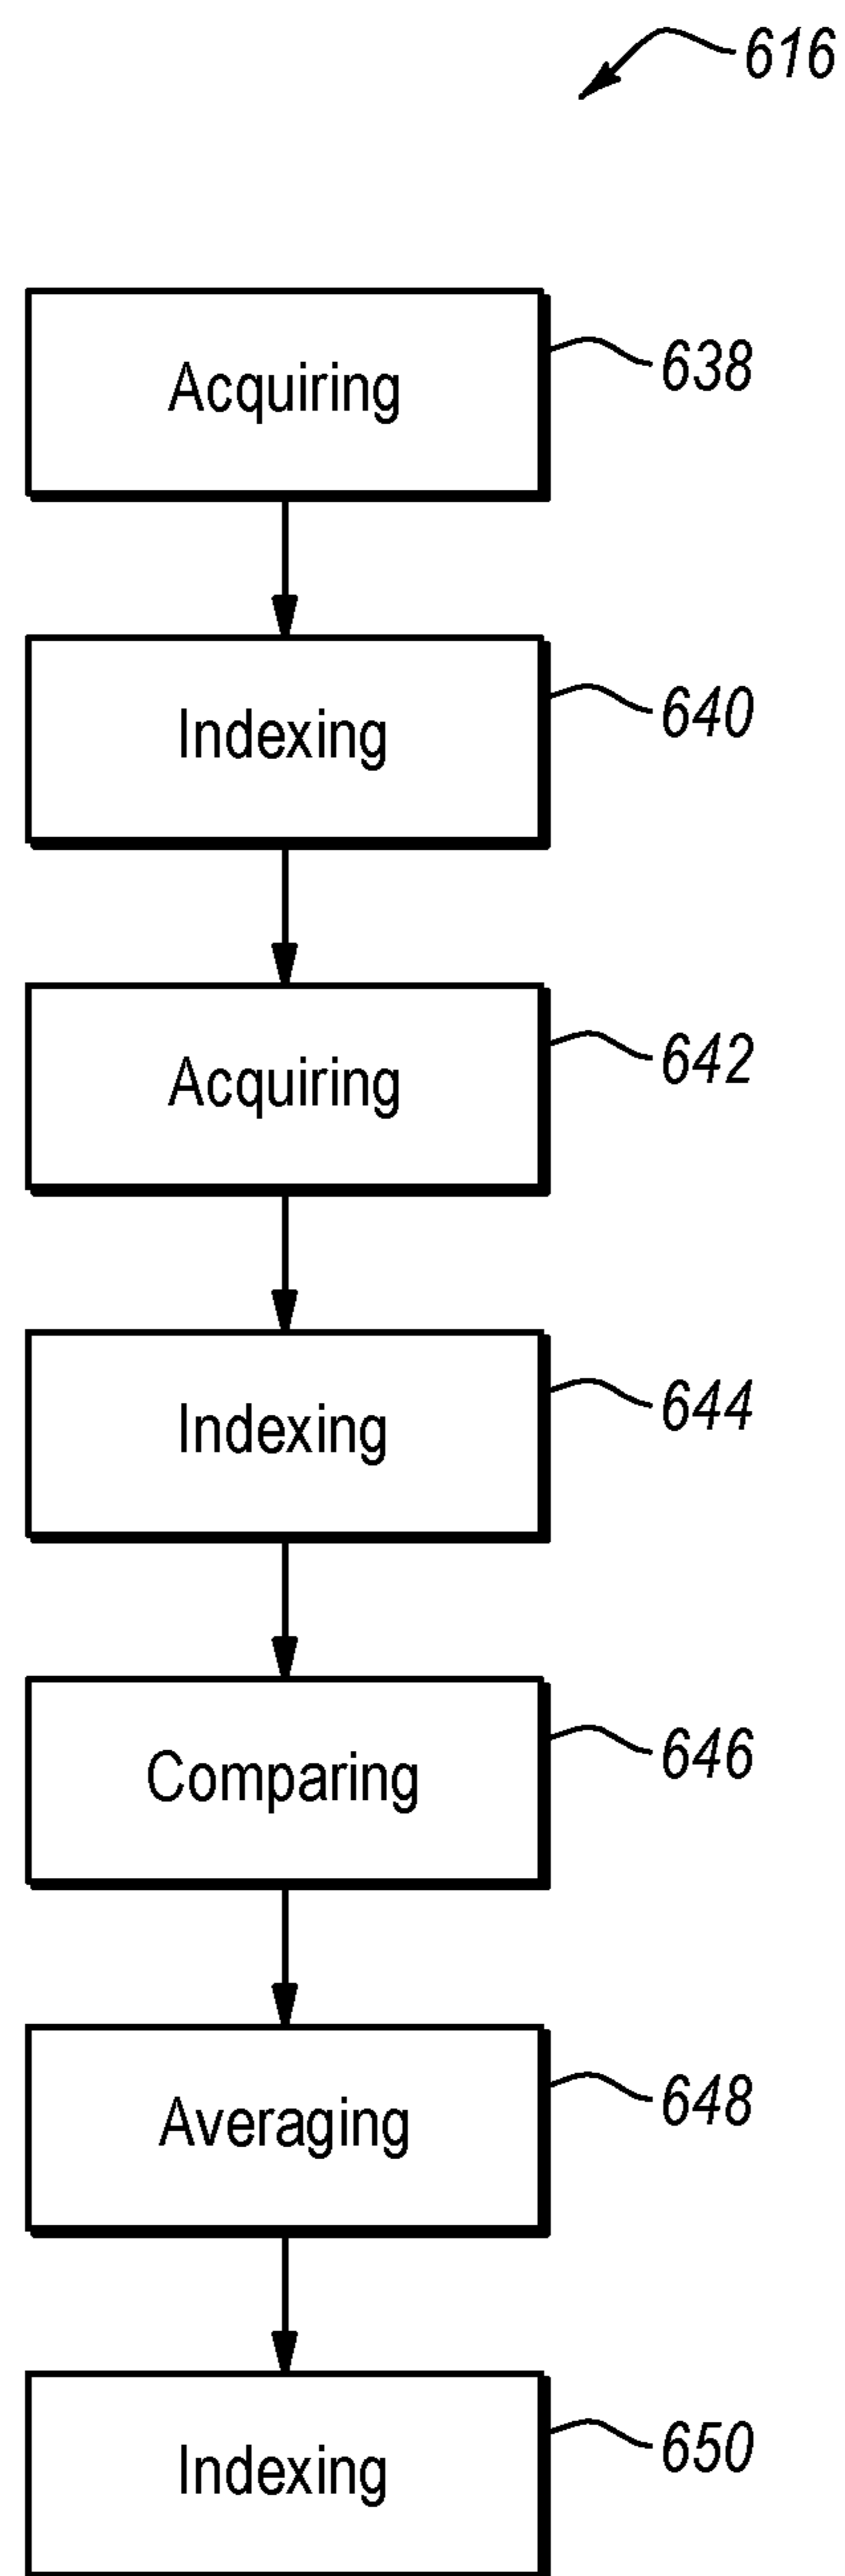 616
Acquiring 638
Indexing 640
Acquiring 642
Indexing 644
Comparing 646
Averaging 648
Indexing 650